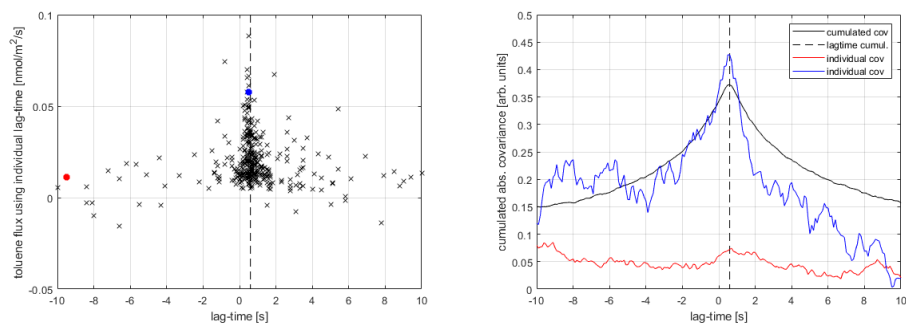 0.1
0.05
0
-0.05
toluene flux using individual lag-time [nmol/m²/s]
-10 -8 -6 -4 -2 0 2 4 6 8 10
lag-time [s]
0.5
0.45
0.4
0.35
0.3
0.25
0.2
0.15
0.1
0.05
0
cumulated abs. covariance [arb. units]
-10 -8 -6 -4 -2 0 2 4 6 8 10
lag-time [s]
cumulated cov
lagtime cumul.
individual cov
individual cov